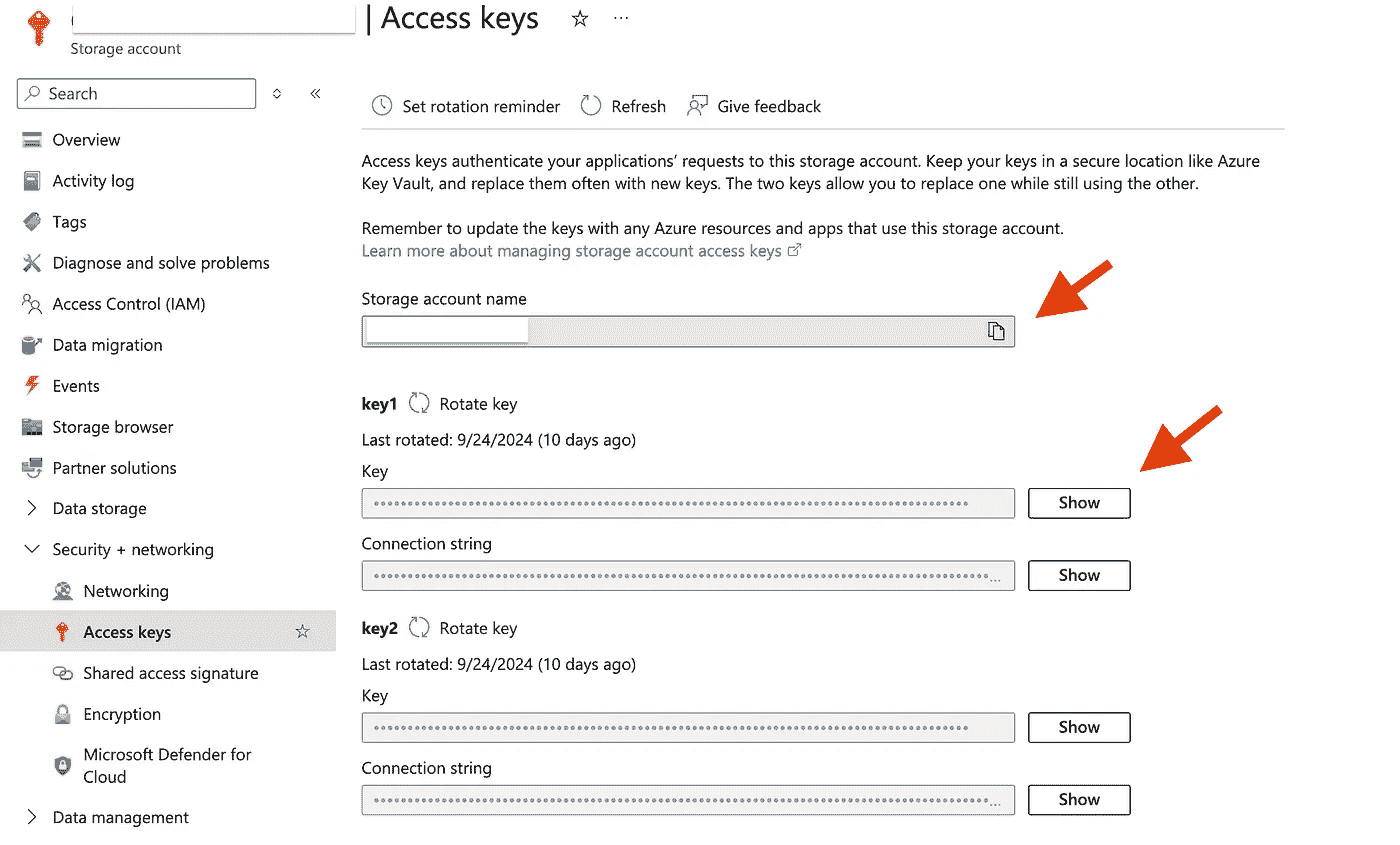 | Access keys
Storage account
Search
Overview
Activity log
Tags
Diagnose and solve problems
Access Control (IAM)
Data migration
Events
Storage browser
Partner solutions
Data storage
Security + networking
Networking
Access keys
Shared access signature
Encryption
Microsoft Defender for
Cloud
Data management
Set rotation reminder
Refresh
Give feedback
Access keys authenticate your applications’ requests to this storage account. Keep your keys in a secure location like Azure
Key Vault, and replace them often with new keys. The two keys allow you to replace one while still using the other.
Remember to update the keys with any Azure resources and apps that use this storage account.
Learn more about managing storage account access keys
Storage account name
key1 Rotate key
Last rotated: 9/24/2024 (10 days ago)
Key
Show
Connection string
Show
key2 Rotate key
Last rotated: 9/24/2024 (10 days ago)
Key
Show
Connection string
Show